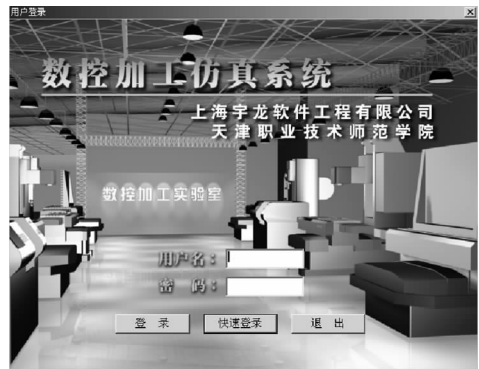 用户登录
数控加工仿真系统
上海宇龙软件工程有限公司
天津职业技术师范学院
数控加工实验室
用户名：
密 码：
登 录 快速登录 退 出